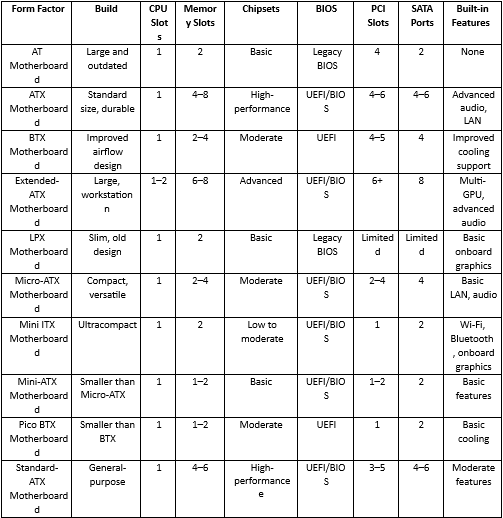 Form Factor Build CPU Slots Memory Slots Chipsets BIOS PCI Slots SATA Ports Built-in Features
AT Motherboard Large and outdated 1 2 Basic Legacy BIOS 4 2 None
ATX Motherboard Standard size, durable 1 4–8 High-performance UEFI/BIOS 4–6 4–6 Advanced audio, LAN
BTX Motherboard Improved airflow design 1 2–4 Moderate UEFI 4–5 4 Improved cooling support
Extended-ATX Motherboard Large, workstation 1–2 6–8 Advanced UEFI/BIOS 6+ 8 Multi-GPU, advanced audio
LPX Motherboard Slim, old design 1 2 Basic Legacy BIOS Limited Limited Basic onboard graphics
Micro-ATX Motherboard Compact, versatile 1 2–4 Moderate UEFI/BIOS 2–4 4 Basic LAN, audio
Mini ITX Motherboard Ultracompact 1 2 Low to moderate UEFI/BIOS 1 2 Wi-Fi, Bluetooth, onboard graphics
Mini-ATX Motherboard Smaller than Micro-ATX 1 1–2 Basic UEFI/BIOS 1–2 2 Basic features
Pico BTX Motherboard Smaller than BTX 1 1–2 Moderate UEFI 1 2 Basic cooling
Standard-ATX Motherboard General-purpose 1 4–6 High-performance UEFI/BIOS 3–5 4–6 Moderate features